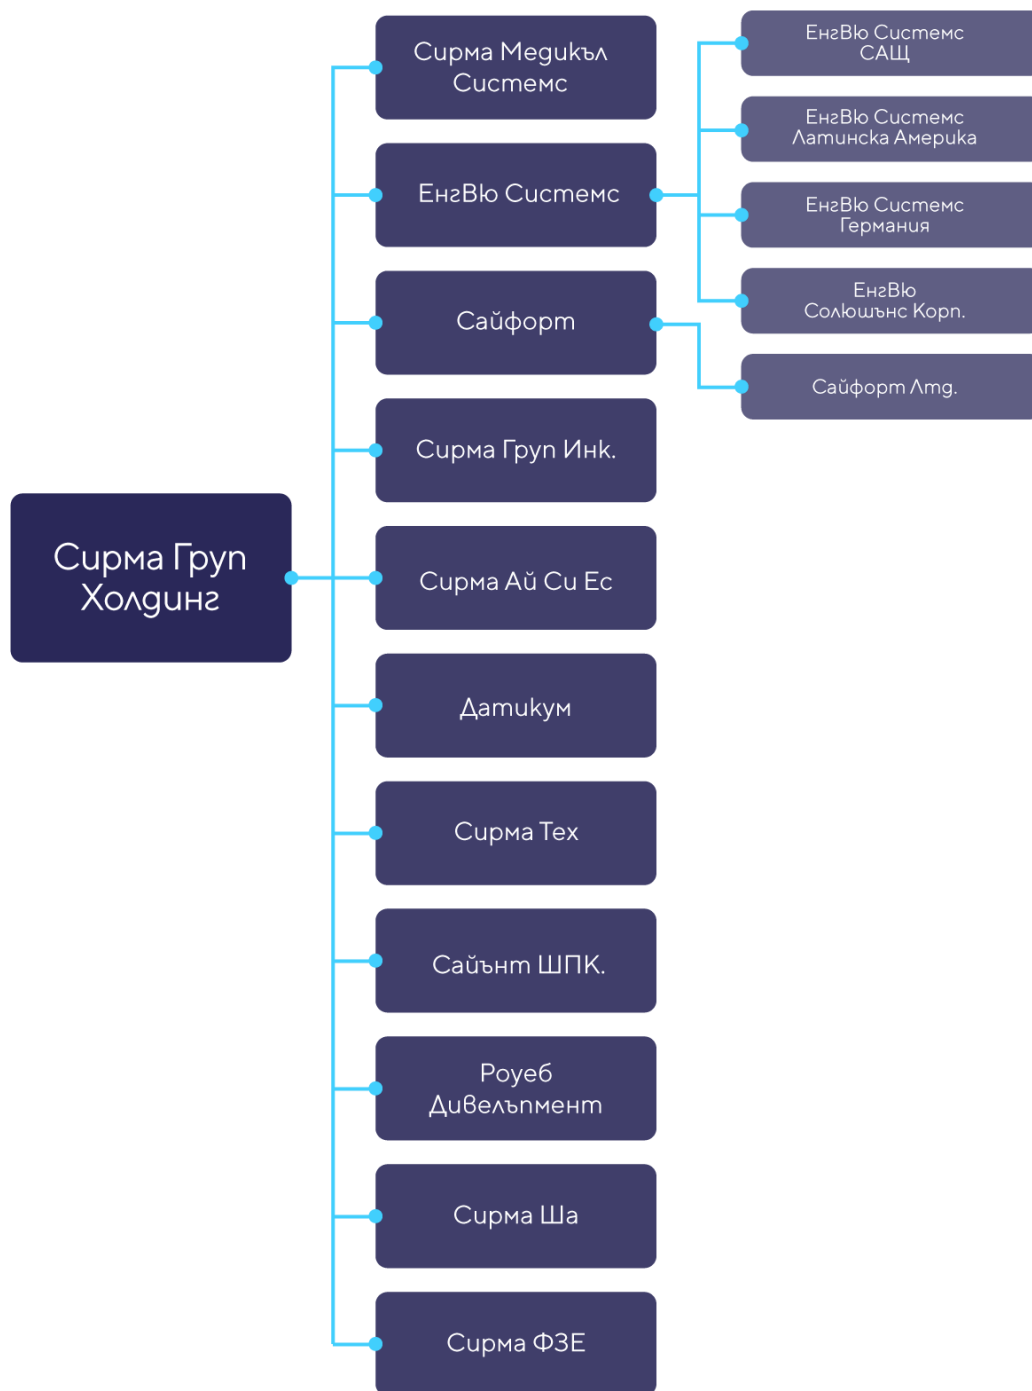 Сирма Груп
Холдинг
Сирма Медикъл
Системс
ЕнгВю Системс
Сайфорт
Сирма Груп Инк.
Сирма Ай Си Ес
Датикум
Сирма Тех
Сайънт ШПК.
Роуеб
Дивелъпмент
Сирма Ша
Сирма ФЗЕ
ЕнгВю Системс
САЩ
ЕнгВю Системс
Латинска Америка
ЕнгВю Системс
Германия
ЕнгВю
Солюшънс Корп.
Сайфорт Лтд.